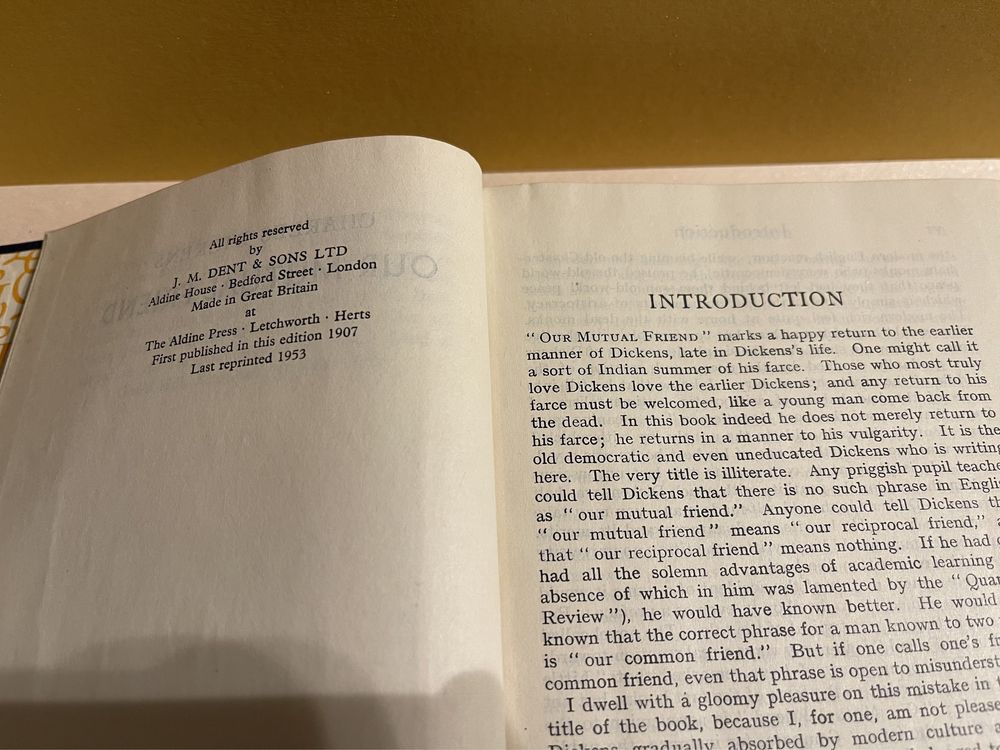 All rights reserved
by
J. M. DENT & SONS LTD
Aldine House · Bedford Street · London
Made in Great Britain
at
The Aldine Press · Letchworth · Herts
First published in this edition 1907
Last reprinted 1953
INTRODUCTION
“ OUR MUTUAL FRIEND ” marks a happy return to the earlier
manner of Dickens, late in Dickens's life. One might call it
a sort of Indian summer of his farce. Those who most truly
love Dickens love the earlier Dickens; and any return to his
farce must be welcomed, like a young man come back from
the dead. In this book indeed he does not merely return to
his farce; he returns in a manner to his vulgarity. It is the
old democratic and even uneducated Dickens who is writing
here. The very title is illiterate. Any priggish pupil teache
could tell Dickens that there is no such phrase in Englis
as “ our mutual friend.” Anyone could tell Dickens th
“ our mutual friend ” means “ our reciprocal friend,” a
that “ our reciprocal friend ” means nothing. If he had
had all the solemn advantages of academic learning
absence of which in him was lamented by the “ Quar
Review ”), he would have known better. He would
known that the correct phrase for a man known to two
is “ our common friend.” But if one calls one's fr
common friend, even that phrase is open to misunderst
I dwell with a gloomy pleasure on this mistake in t
title of the book, because I, for one, am not please
Dickens gradually absorbed by modern culture a